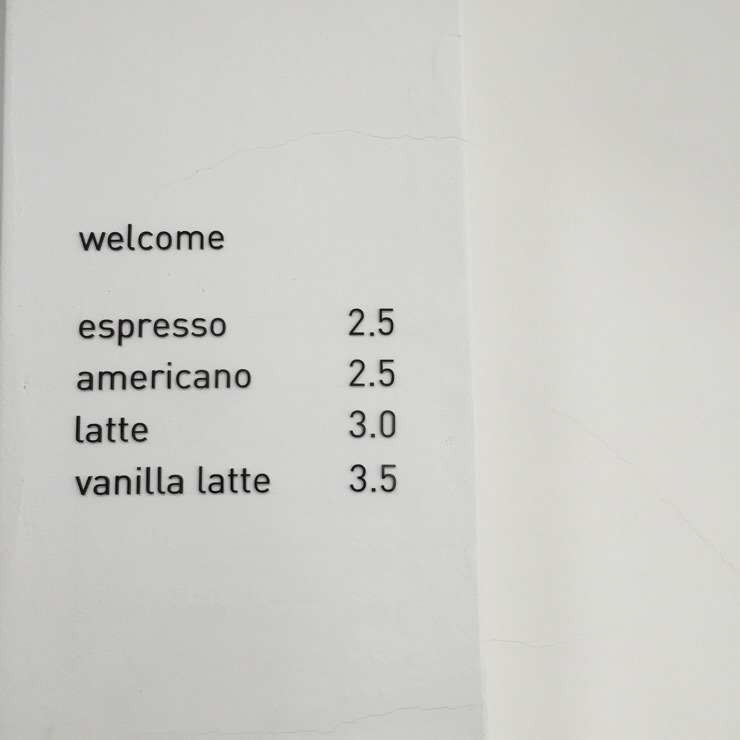 welcome
espresso 2.5
americano 2.5
latte 3.0
vanilla latte 3.5